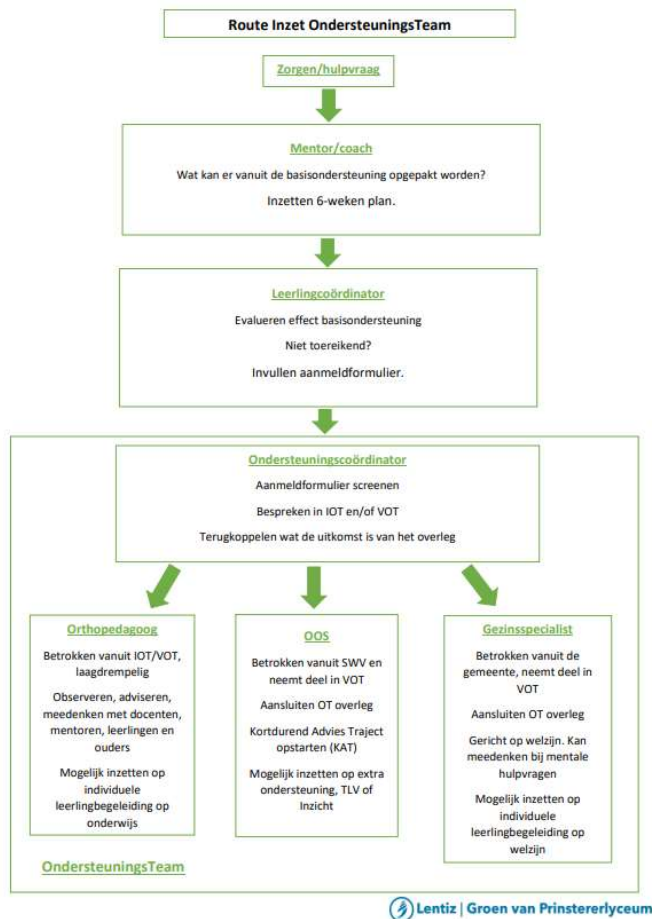 Route Inzet OndersteuningsTeam
Zorgen/hulpvraag
Mentor/coach
Wat kan er vanuit de basisondersteuning opgepakt worden?
Inzetten 6-weken plan.
Leerlingcoördinator
Evalueren effect basisondersteuning
Niet toereikend?
Invullen aanmeldformulier.
Ondersteuningscoördinator
Aanmeldformulier screenen
Bespreken in IOT en/of VOT
Terugkoppelen wat de uitkomst is van het overleg
Orthopedagoog
Betrokken vanuit IOT/VOT,
laagdrempelig
Observeren, adviseren,
meedenken met docenten,
mentoren, leerlingen en
ouders
Mogelijk inzetten op
individuele
leerlingbegeleiding op
onderwijs
OOS
Betrokken vanuit SWV en
neemt deel in VOT
Aansluiten OT overleg
Kortdurend Advies Traject
opstarten (KAT)
Mogelijk inzetten op extra
ondersteuning, TLV of
Inzicht
Gezinsspecialist
Betrokken vanuit de
gemeente, neemt deel in
VOT
Aansluiten OT overleg
Gericht op welzijn. Kan
meedenken bij mentale
hulpvragen
Mogelijk inzetten op
individuele
leerlingbegeleiding op
welzijn
OndersteuningsTeam
Lentiz | Groen van Prinstererlyceum